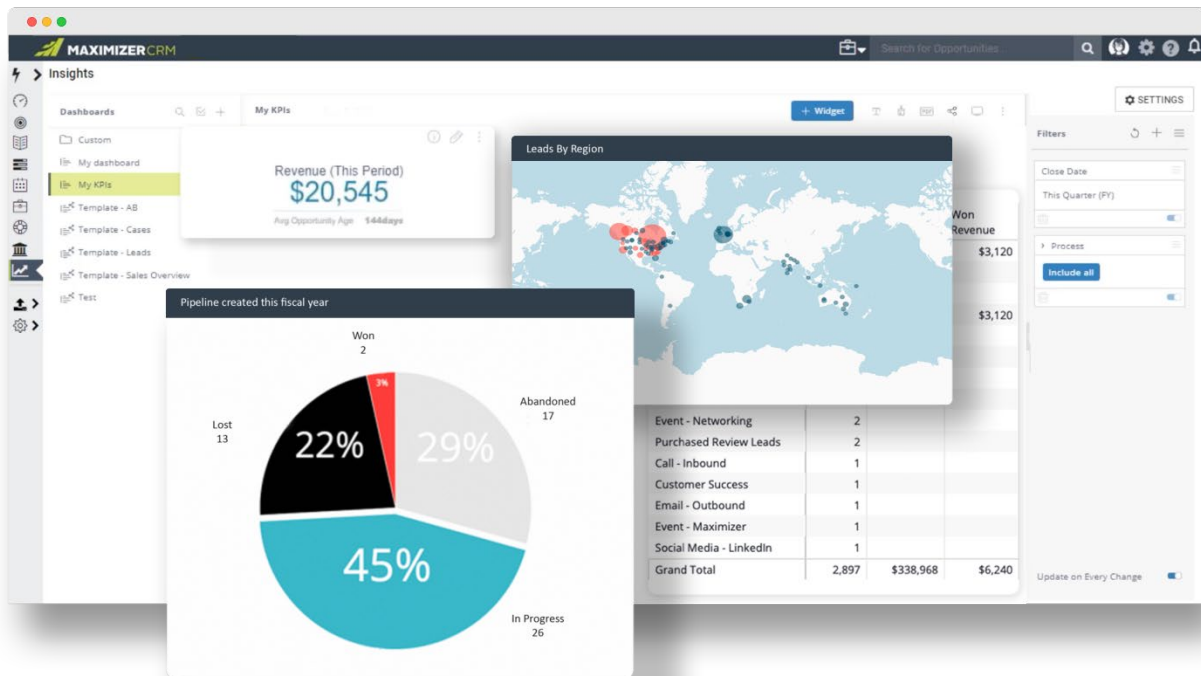 MAXIMIZER CRM
Search for Opportunities...
Insights
SETTINGS
Dashboards
Custom
My dashboard
My KPIs
Template - AB
Template - Cases
Template - Leads
Template - Sales Overview
Test
My KPIs
+ Widget
Revenue (This Period)
$20,545
Avg Opportunity Age 144days
Leads By Region
Pipeline created this fiscal year
Won
2
3%
Abandoned
17
29%
Lost
13
22%
45%
In Progress
26
Won
Revenue
$3,120
$3,120
Event - Networking 2
Purchased Review Leads 2
Call - Inbound 1
Customer Success 1
Email - Outbound 1
Event - Maximizer 1
Social Media - LinkedIn 1
Grand Total 2,897 $338,968 $6,240
Filters
Close Date
This Quarter (FY)
Process
Include all
Update on Every Change